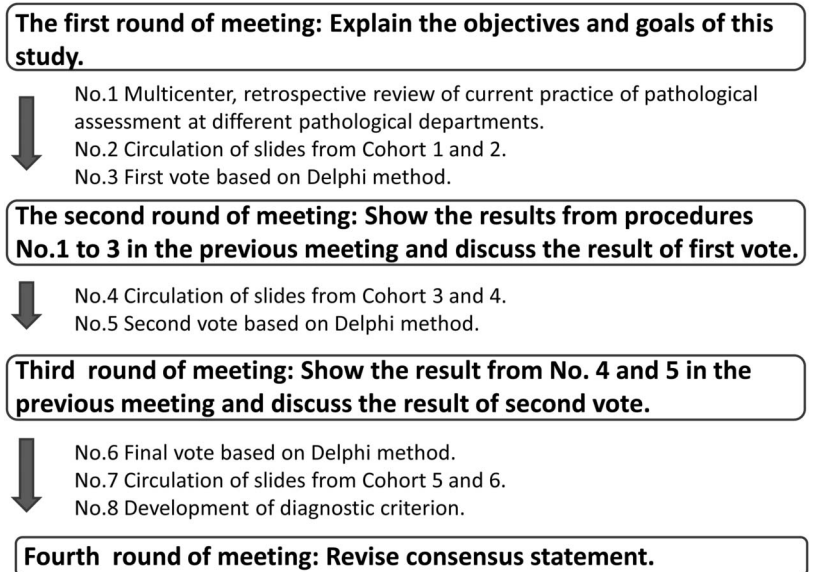 The first round of meeting: Explain the objectives and goals of this
study.
No.1 Multicenter, retrospective review of current practice of pathological
assessment at different pathological departments.
No.2 Circulation of slides from Cohort 1 and 2.
No.3 First vote based on Delphi method.
The second round of meeting: Show the results from procedures
No.1 to 3 in the previous meeting and discuss the result of first vote.
No.4 Circulation of slides from Cohort 3 and 4.
No.5 Second vote based on Delphi method.
Third  round of meeting: Show the result from No. 4 and 5 in the
previous meeting and discuss the result of second vote.
No.6 Final vote based on Delphi method.
No.7 Circulation of slides from Cohort 5 and 6.
No.8 Development of diagnostic criterion.
Fourth  round of meeting: Revise consensus statement.